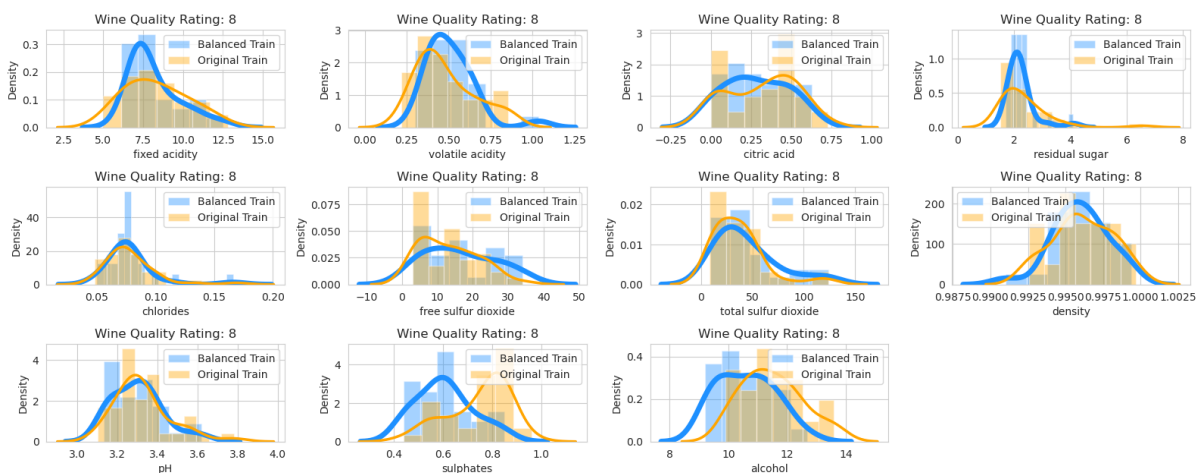 Wine Quality Rating: 8 Wine Quality Rating: 8 Wine Quality Rating: 8 Wine Quality Rating: 8
Balanced Train
Original Train
Density
0.3
0.2
0.1
0.0
2.5 5.0 7.5 10.0 12.5 15.0
fixed acidity
Balanced Train
Original Train
Density
3
2
1
0
0.00 0.25 0.50 0.75 1.00 1.25
volatile acidity
Balanced Train
Original Train
Density
3
2
1
0
−0.25 0.00 0.25 0.50 0.75 1.00
citric acid
Balanced Train
Original Train
Density
1.0
0.5
0.0
0 2 4 6 8
residual sugar
Wine Quality Rating: 8 Wine Quality Rating: 8 Wine Quality Rating: 8 Wine Quality Rating: 8
Balanced Train
Original Train
Density
40
20
0
0.05 0.10 0.15 0.20
chlorides
Balanced Train
Original Train
Density
0.075
0.050
0.025
0.000
−10 0 10 20 30 40 50
free sulfur dioxide
Balanced Train
Original Train
Density
0.02
0.01
0.00
0 50 100 150
total sulfur dioxide
Balanced Train
Original Train
Density
200
100
0
0.9875 0.9900 0.9925 0.9950 0.9975 1.0000 1.0025
density
Wine Quality Rating: 8 Wine Quality Rating: 8 Wine Quality Rating: 8
Balanced Train
Original Train
Density
4
2
0
3.0 3.2 3.4 3.6 3.8 4.0
pH
Balanced Train
Original Train
Density
4
2
0
0.4 0.6 0.8 1.0
sulphates
Balanced Train
Original Train
Density
0.4
0.2
0.0
8 10 12 14
alcohol